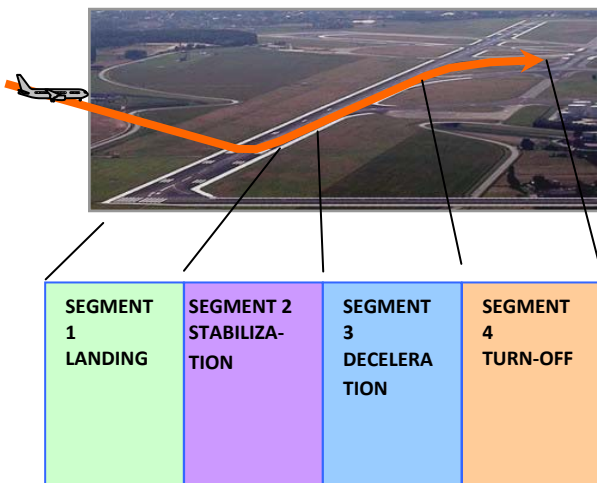 SEGMENT
1
LANDING
SEGMENT 2
STABILIZA-
TION
SEGMENT
3
DECELERA
TION
SEGMENT
4
TURN-OFF